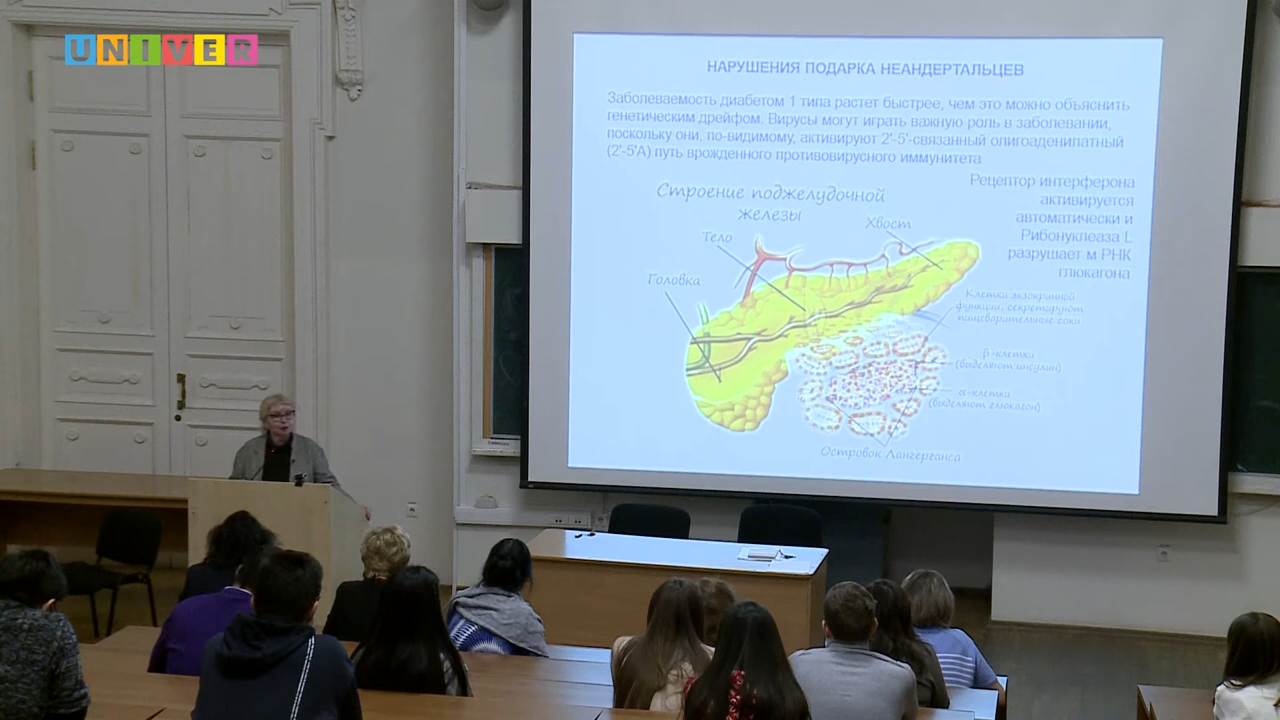 UNIVER
НАРУШЕНИЯ ПОДАРКА НЕАНДЕРТАЛЬЦЕВ
Заболеваемость диабетом 1 типа растет быстрее, чем это можно объяснить
генетическим дрейфом. Вирусы могут играть важную роль в заболевании,
поскольку они, по-видимому, активируют 2'-5'-связанный олигоаденилатный
(2'-5'А) путь врожденного противовирусного иммунитета
Рецептор интерферона
активируется
автоматически и
Рибонуклеаза L
разрушает м РНК
глюкагона
Строение поджелудочной
железы
Хвост
Тело
Головка
Клетки экзокринной
функции, секретируют
пищеварительные соки
β-клетки
(выделяют инсулин)
α-клетки
(выделяют глюкагон)
Островок Лангерганса